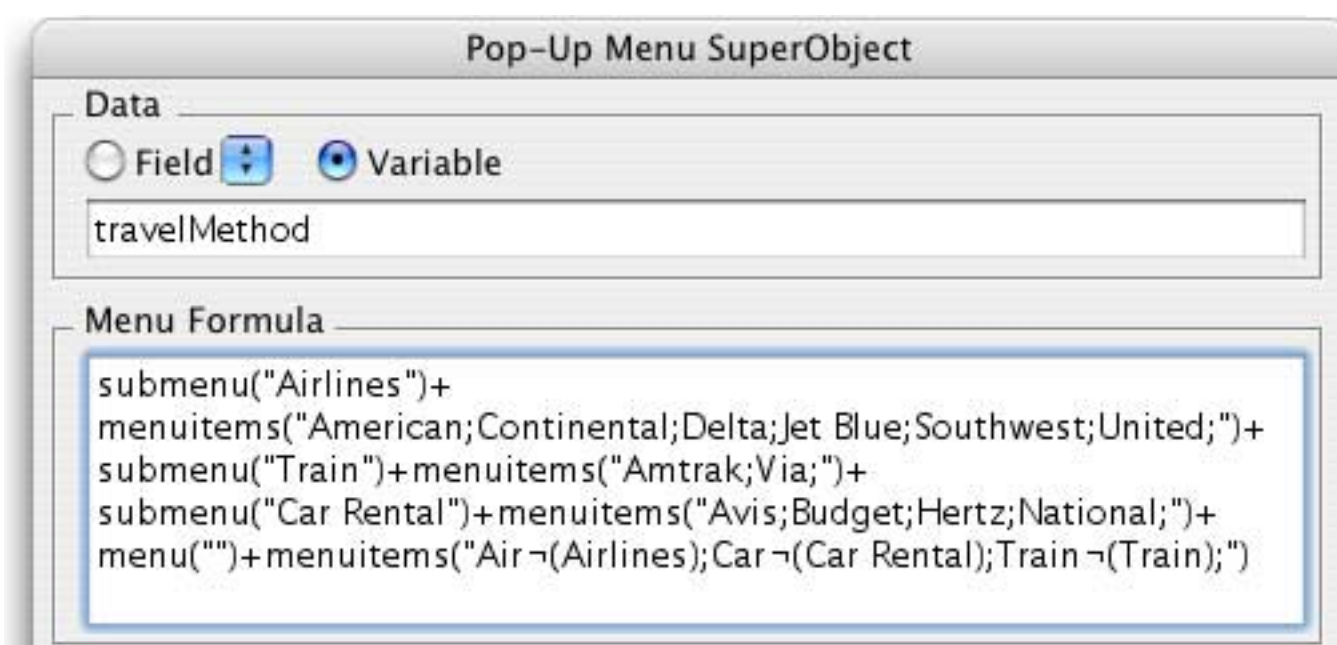 Pop-Up Menu SuperObject
Data
Field Variable
travelMethod
Menu Formula
submenu("Airlines")+
menuitems("American;Continental;Delta;Jet Blue;Southwest;United;")+
submenu("Train")+menuitems("Amtrak;Via;")+
submenu("Car Rental")+menuitems("Avis;Budget;Hertz;National;")+
menu("")+menuitems("Air¬(Airlines);Car¬(Car Rental);Train¬(Train);")